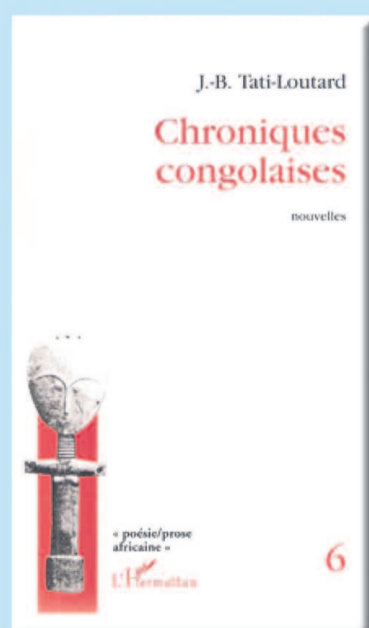 J.-B. Tati-Loutard
Chroniques
congolaises
nouvelles
« poésie/prose
africaine »
L'Harmattan
6